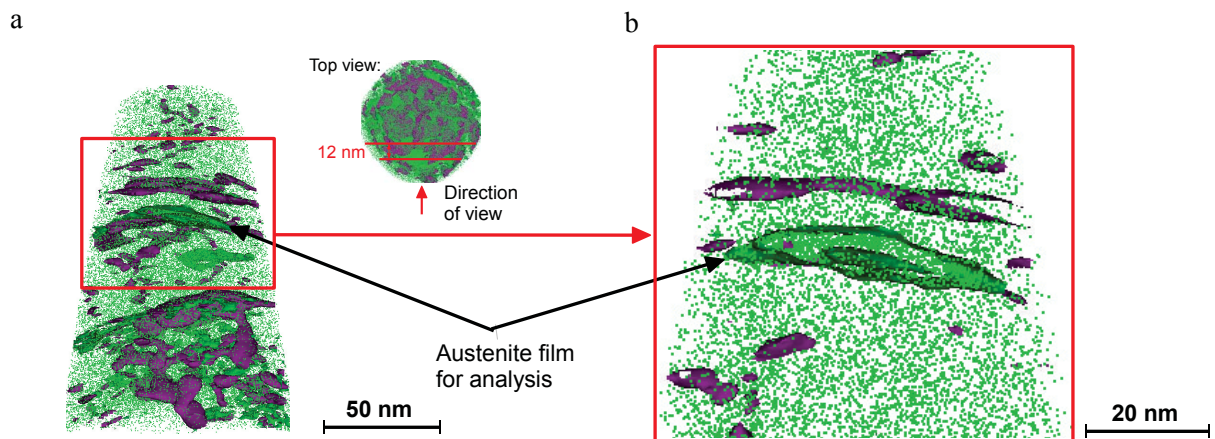 a
b
Top view:
12 nm
Direction
of view
Austenite film
for analysis
50 nm
20 nm